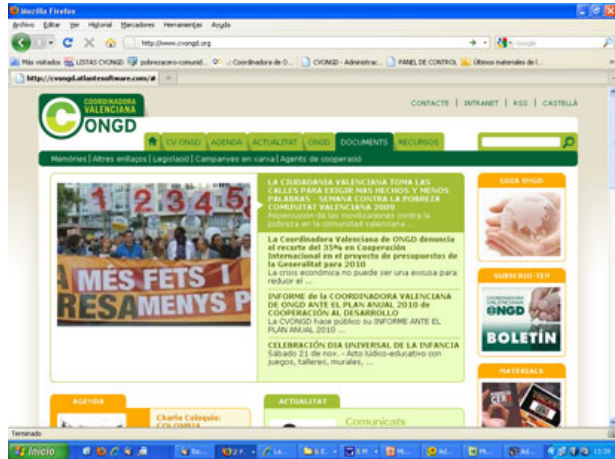 Mozilla Firefox
Archivo Editar Ver Historial Marcadores Herramientas Ayuda
http://www.cvongd.org
Google
Más visitados LISTAS CVONGD pobrezacero-comunid... Coordinadora de O... CVONGD - Administrac... PANEL DE CONTROL Últimos materiales de l...
http://cvongd.atlantesoftware.com/#
COORDINADORA
VALENCIANA
ONGD
CONTACTE | INTRANET | RSS | CASTELLÀ
CV ONGD AGENDA ACTUALITAT ONGD DOCUMENTS RECURSOS
Memòries | Altres enllaços | Legislació | Campanyes en xarxa | Agents de cooperació
1 2 3 4 5
MÉS FETS I
RESA MENYS P
LA CIUDADANIA VALENCIANA TOMA LAS
CALLES PARA EXIGIR MÁS HECHOS Y MENOS
PALABRAS - SEMANA CONTRA LA POBREZA
COMUNITAT VALENCIANA 2009
Repercusión de las movilizaciones contra la
pobreza en la comunidad valenciana ...
La Coordinadora Valenciana de ONGD denuncia
el recorte del 35% en Cooperación
Internacional en el proyecto de presupuestos de
la Generalitat para 2010
La crisis económica no puede ser una excusa para
reducir el ...
INFORME de la COORDINADORA VALENCIANA
DE ONGD ANTE EL PLAN ANUAL 2010 de
COOPERACIÓN AL DESARROLLO
La CVONGD hace público su INFORME ANTE EL
PLAN ANUAL 2010 ...
CELEBRACIÓN DIA UNIVERSAL DE LA INFANCIA
Sábado 21 de nov. - Acto lúdico-educativo con
juegos, talleres, murales, ...
GUIA ONGD
SUBSCRIU-TE!!
COORDINADORA
VALENCIANA
ONGD
BOLETÍN
MATERIALS
AGENDA
Charla Coloquio:
COLOMBIA
ACTUALITAT
Comunicats
Terminado
Inicio